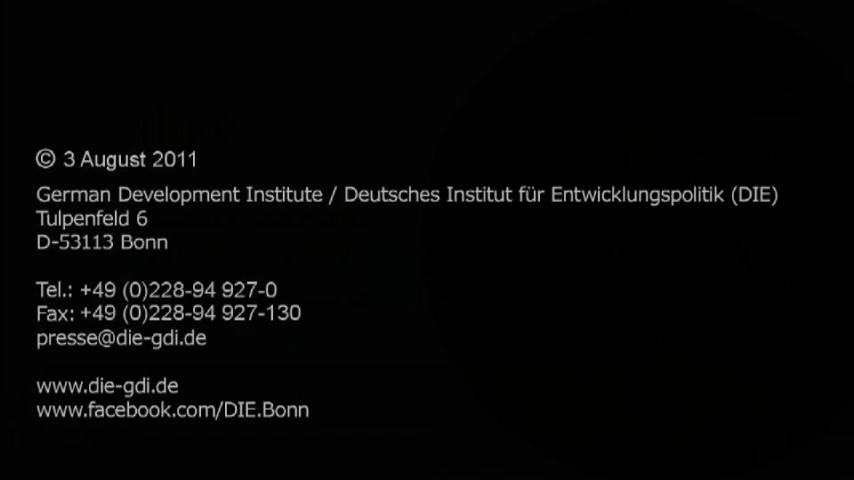 © 3 August 2011
German Development Institute / Deutsches Institut für Entwicklungspolitik (DIE)
Tulpenfeld 6
D-53113 Bonn
Tel.: +49 (0)228-94 927-0
Fax: +49 (0)228-94 927-130
presse@die-gdi.de
www.die-gdi.de
www.facebook.com/DIE.Bonn